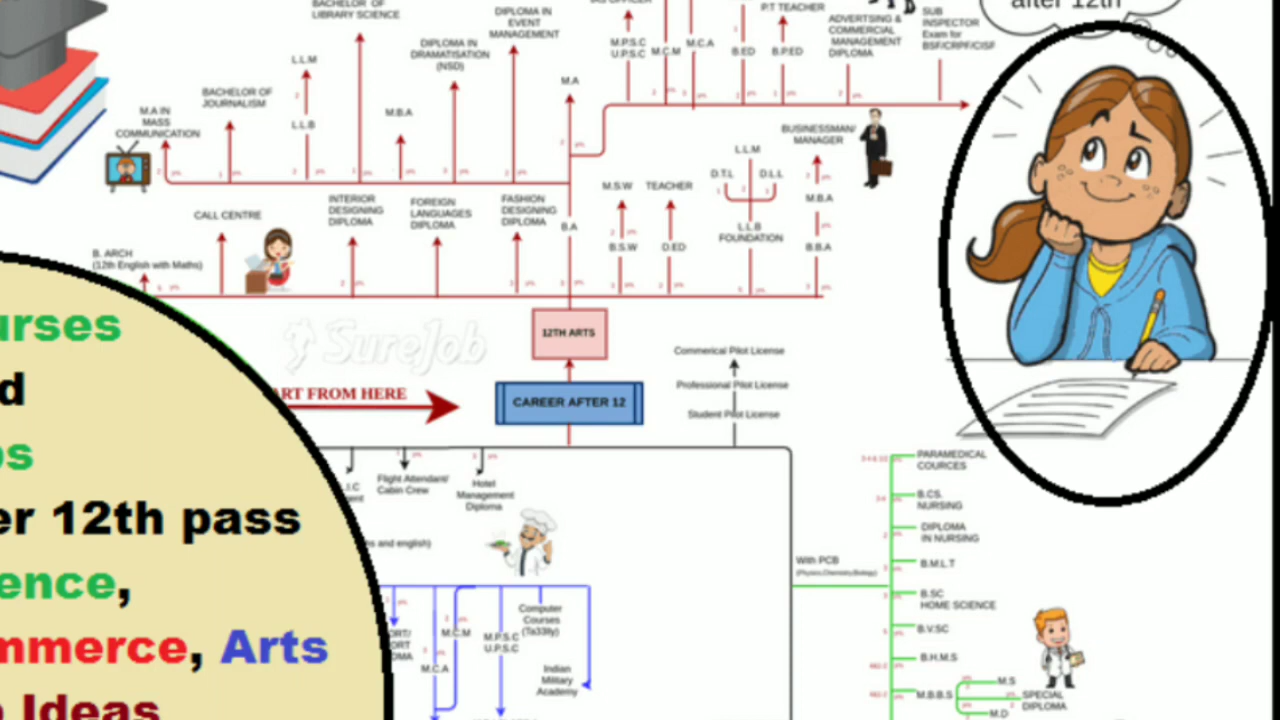 after 12th
BACHELOR OF
LIBRARY SCIENCE
DIPLOMA IN
EVENT
MANAGEMENT
DIPLOMA IN
DRAMATISATION
(NSD)
L.L.M
L.L.B
BACHELOR OF
JOURNALISM
M.A IN
MASS
COMMUNICATION
M.B.A
M.A
M.P.S.C
U.P.S.C
M.C.M
M.C.A
B.ED
P.T TEACHER
B.P.ED
ADVERTSING &
COMMERCIAL
MANAGEMENT
DIPLOMA
SUB
INSPECTOR
Exam for
BSF/CRPF/CISF
BUSINESSMAN/
MANAGER
M.B.A
B.B.A
L.L.M
D.T.L
D.L.L
L.L.B
FOUNDATION
M.S.W
B.S.W
TEACHER
D.ED
CALL CENTRE
INTERIOR
DESIGNING
DIPLOMA
FOREIGN
LANGUAGES
DIPLOMA
FASHION
DESIGNING
DIPLOMA
B.A
B. ARCH
(12th English with Maths)
12TH ARTS
SureJob
ART FROM HERE
CAREER AFTER 12
Commerical Pilot License
Professional Pilot License
Student Pilot License
urses
d
os
er 12th pass
ence,
mmerce, Arts
Ideas
Flight Attendant/
Cabin Crew
Hotel
Management
Diploma
and english)
M.C.M
M.C.A
M.P.S.C
U.P.S.C
Computer
Courses
(Ta33lly)
Indian
Military
Academy
With PCB
(Physics,Chemistry,Biology)
PARAMEDICAL
COURCES
B.CS.
NURSING
DIPLOMA
IN NURSING
B.M.L.T
B.SC
HOME SCIENCE
B.V.SC
B.H.M.S
M.B.B.S
M.S
SPECIAL
DIPLOMA
M.D